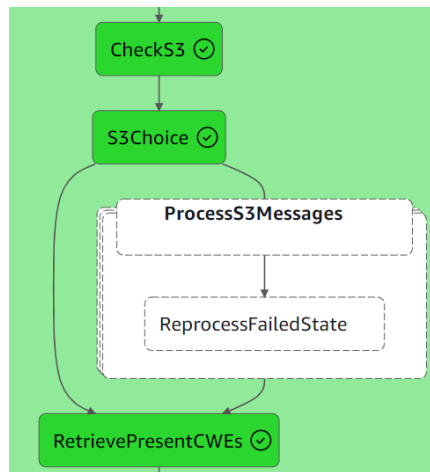 CheckS3
S3Choice
ProcessS3Messages
ReprocessFailedState
RetrievePresentCWEs